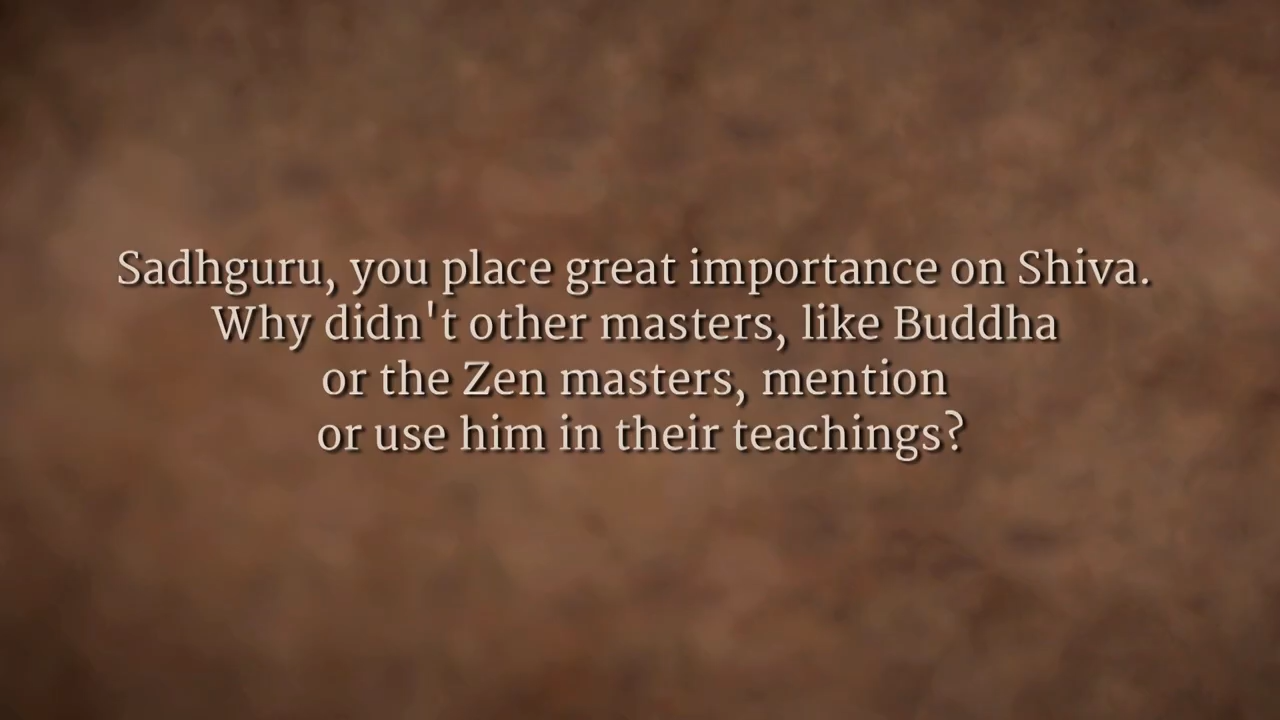 Sadhguru, you place great importance on Shiva.
Why didn't other masters, like Buddha
or the Zen masters, mention
or use him in their teachings?